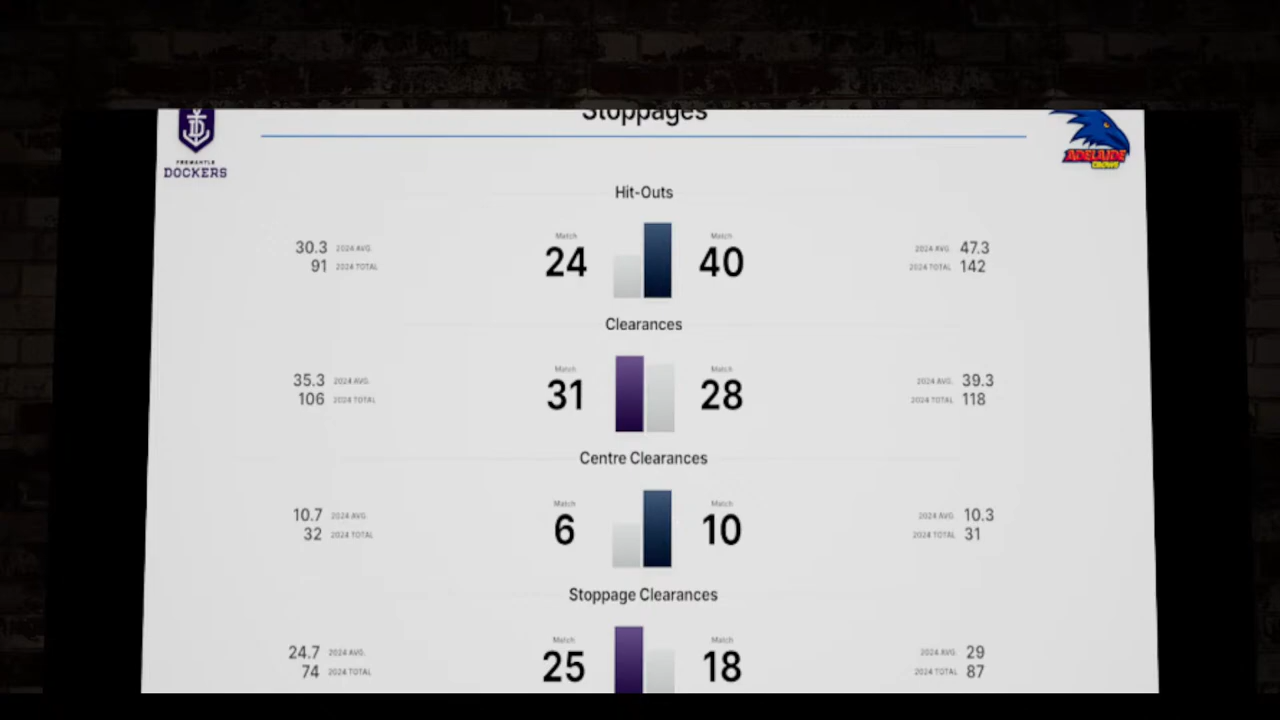 Stoppages
FREMANTLE
DOCKERS
ADELAIDE
CROWS
Hit-Outs
30.3 2024 AVG.
91 2024 TOTAL
Match
24
Match
40
2024 AVG. 47.3
2024 TOTAL 142
Clearances
35.3 2024 AVG.
106 2024 TOTAL
Match
31
Match
28
2024 AVG. 39.3
2024 TOTAL 118
Centre Clearances
10.7 2024 AVG.
32 2024 TOTAL
Match
6
Match
10
2024 AVG. 10.3
2024 TOTAL 31
Stoppage Clearances
24.7 2024 AVG.
74 2024 TOTAL
Match
25
Match
18
2024 AVG. 29
2024 TOTAL 87